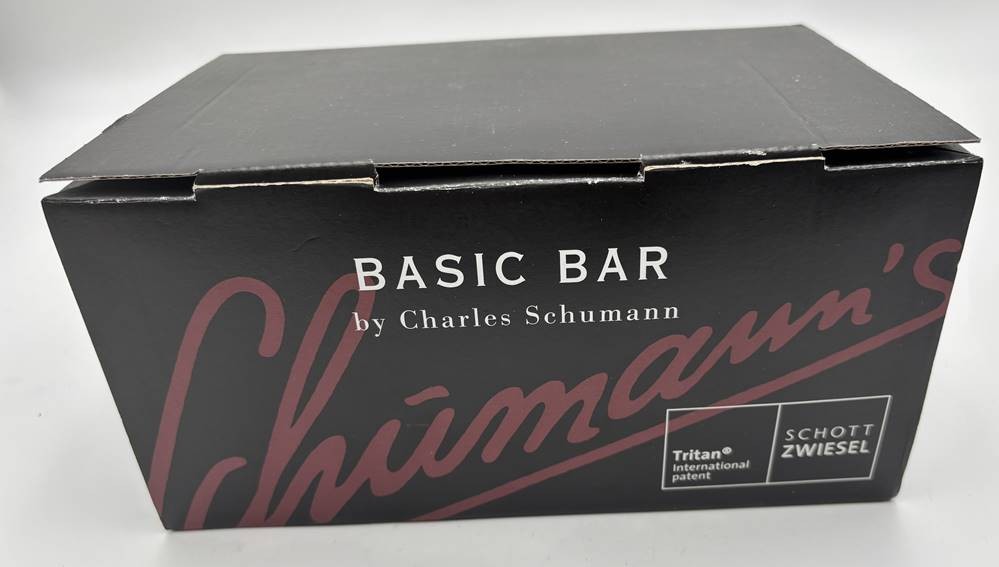 BASIC BAR
by Charles Schumann
Schumann's
Tritan®
International
patent
SCHOTT
ZWIESEL